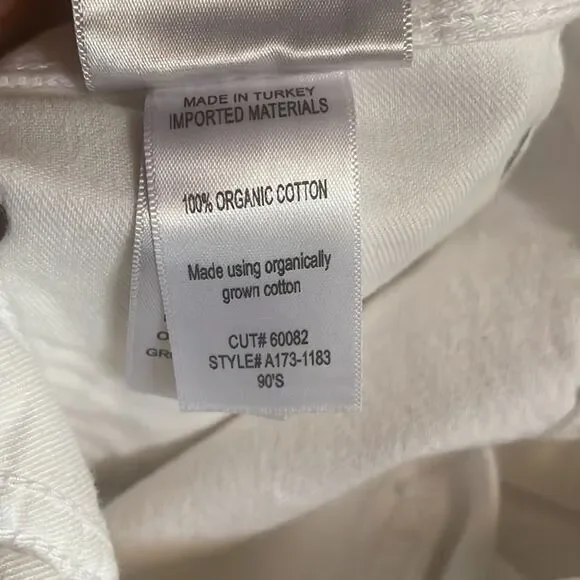 MADE IN TURKEY
IMPORTED MATERIALS
100% ORGANIC COTTON
Made using organically
grown cotton
CUT# 60082
STYLE# A173-1183
90'S
O
GR